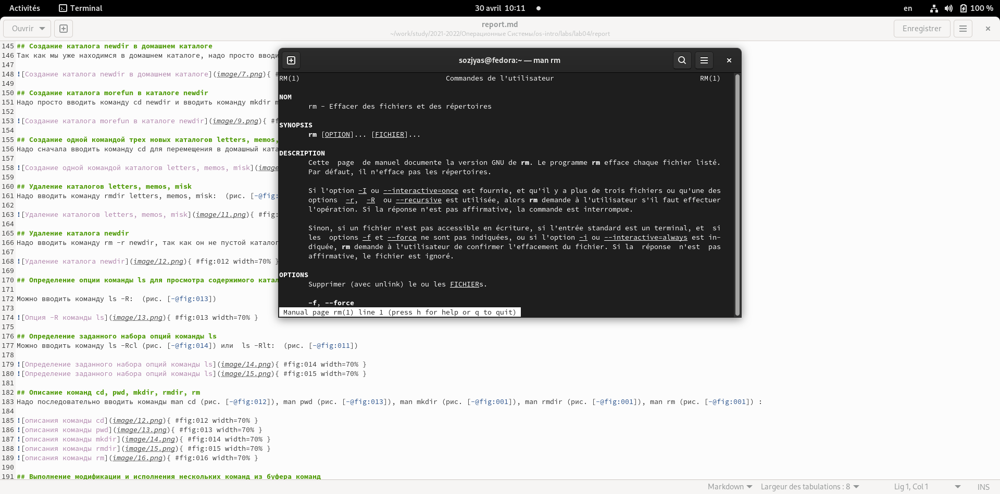 Activités Terminal 30 avril 10:11 en 100 %
Ouvrir report.md Enregistrer
~/work/study/2021-2022/Операционные Системы/os-intro/labs/lab04/report
145 ## Создание каталога newdir в домашнем каталоге
146 Так как мы уже находимся в домашнем каталоге, надо просто вводи
147
148 ![Создание каталога newdir в домашнем каталоге](image/7.png){ #
149
150 ## Создание каталога morefun в каталоге newdir
151 Надо просто вводить команду cd newdir и вводить команду mkdir m
152
153 ![Создание каталога morefun в каталоге newdir](image/9.png){ #f
154
155 ## Создание одной командой трех новых каталогов letters, memos,
156 Надо сначала вводить команду cd для перемещения в домашный ката
157
158 ![Создание одной командой каталогов letters, memos, misk](image
159
160 ## Удаление каталогов letters, memos, misk
161 Надо вводить команду rmdir letters, memos, misk:  (рис. [-@fig:
162
163 ![Удаление каталогов letters, memos, misk](image/11.png){ #fig:
164
165 ## Удаление каталога newdir
166 Надо вводить команду rm -r newdir, так как он не пустой каталог
167
168 ![Удаление каталога newdir](image/12.png){ #fig:012 width=70% }
169
170 ## Определение опции команды ls для просмотра содержимого катал
171
172 Можно вводить команду ls -R:  (рис. [-@fig:013])
173
174 ![Опция -R команды ls](image/13.png){ #fig:013 width=70% }
175
176 ## Определение заданного набора опций команды ls
177 Можно вводить команду ls -Rcl (рис. [-@fig:014]) или  ls -Rlt:  (рис. [-@fig:011])
178
179 ![Определение заданного набора опций команды ls](image/14.png){ #fig:014 width=70% }
180 ![Определение заданного набора опций команды ls](image/15.png){ #fig:015 width=70% }
181
182 ## Описание команд cd, pwd, mkdir, rmdir, rm
183 Надо последовательно вводить команды man cd (рис. [-@fig:012]), man pwd (рис. [-@fig:013]), man mkdir (рис. [-@fig:001]), man rmdir (рис. [-@fig:001]), man rm (рис. [-@fig:001]) :
184
185 ![описания команды cd](image/12.png){ #fig:012 width=70% }
186 ![описания команды pwd](image/13.png){ #fig:013 width=70% }
187 ![описания команды mkdir](image/14.png){ #fig:014 width=70% }
188 ![описания команды rmdir](image/15.png){ #fig:015 width=70% }
189 ![описания команды rm](image/16.png){ #fig:016 width=70% }
190
191 ## Выполнение модификации и исполнения нескольких команд из буфера команд
sozjyas@fedora:~ — man rm
RM(1) Commandes de l'utilisateur RM(1)
NOM
rm - Effacer des fichiers et des répertoires
SYNOPSIS
rm [OPTION]... [FICHIER]...
DESCRIPTION
Cette  page  de manuel documente la version GNU de rm. Le programme rm efface chaque fichier listé.
Par défaut, il n'efface pas les répertoires.
Si l'option -I ou --interactive=once est fournie, et qu'il y a plus de trois fichiers ou qu'une des
options  -r,  -R  ou --recursive est utilisée, alors rm demande à l'utilisateur s'il faut effectuer
l'opération. Si la réponse n'est pas affirmative, la commande est interrompue.
Sinon, si un fichier n'est pas accessible en écriture, si l'entrée standard est un terminal, et  si
les  options -f et --force ne sont pas indiquées, ou si l'option -i ou --interactive=always est in-
diquée, rm demande à l'utilisateur de confirmer l'effacement du fichier. Si la  réponse  n'est  pas
affirmative, le fichier est ignoré.
OPTIONS
Supprimer (avec unlink) le ou les FICHIERs.
-f, --force
Manual page rm(1) line 1 (press h for help or q to quit)
Markdown Largeur des tabulations : 8 Lig 1, Col 1 INS